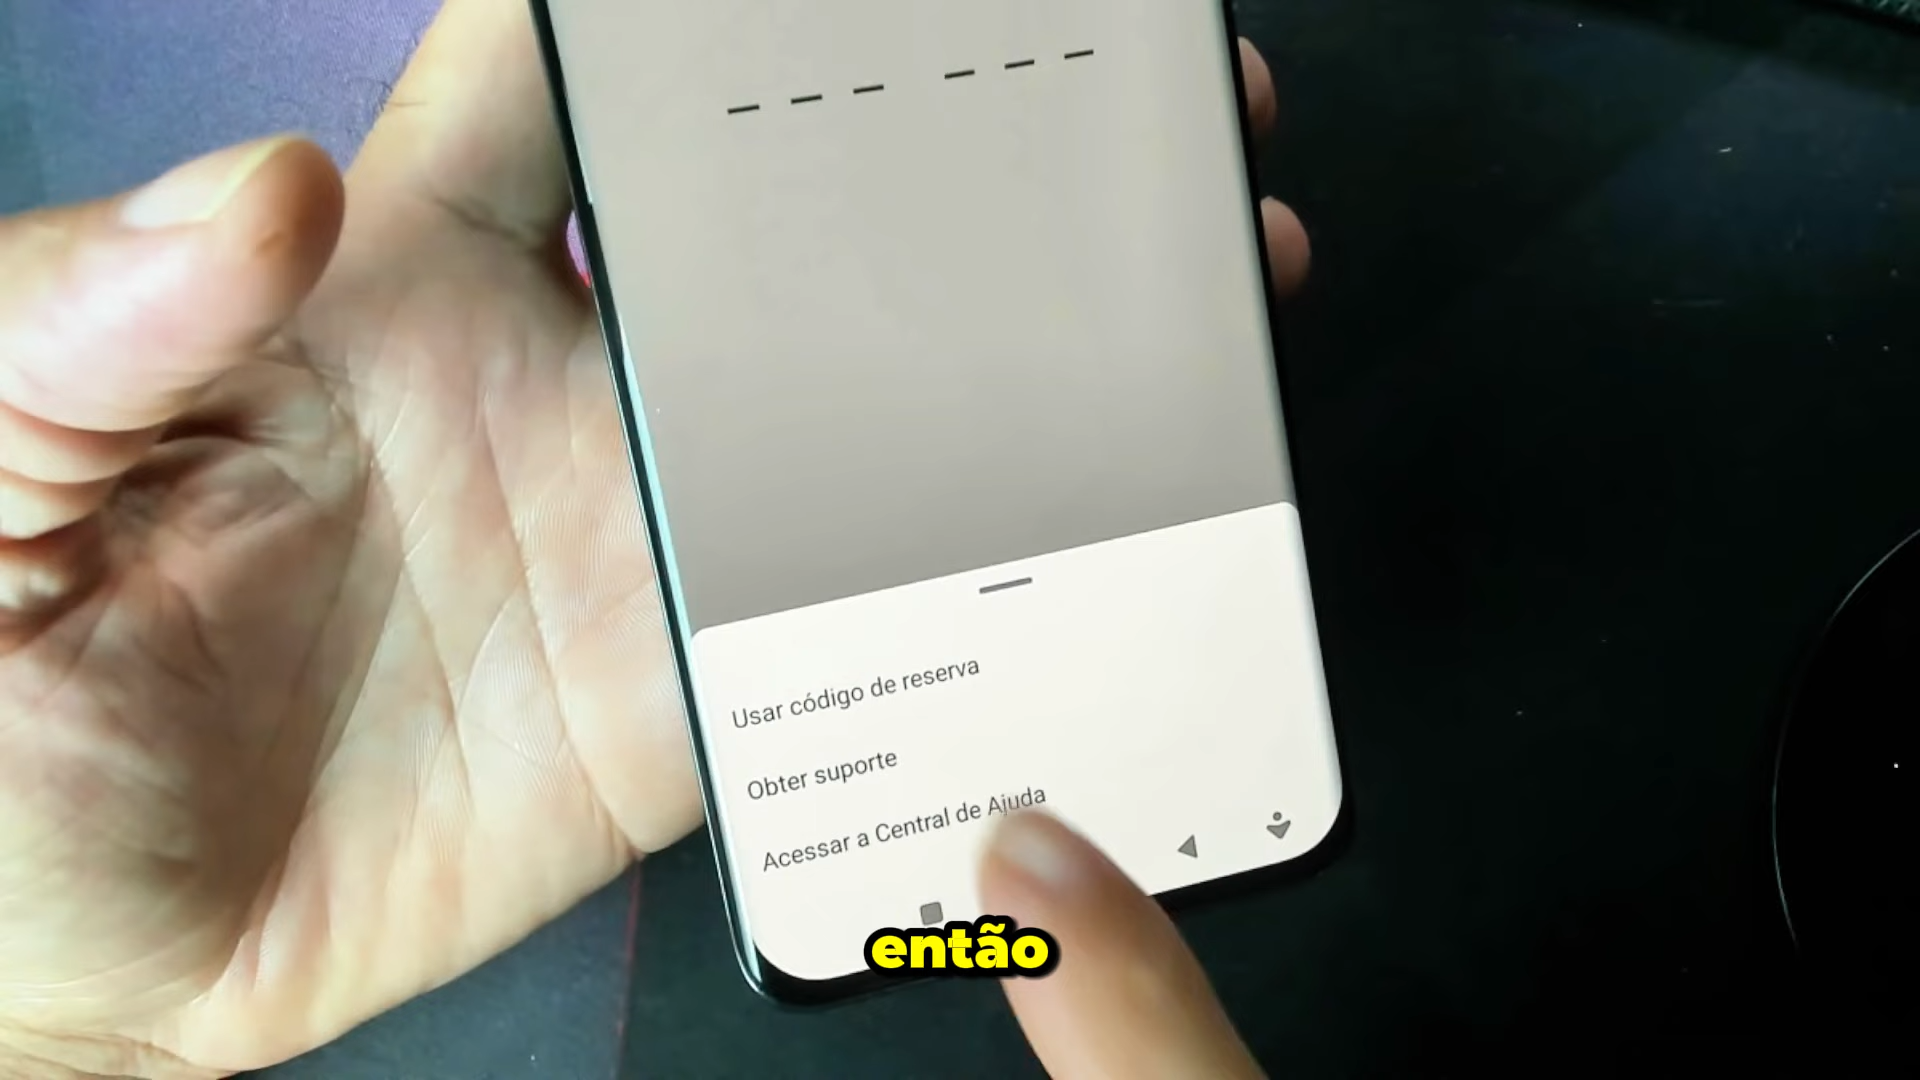 Usar código de reserva
Obter suporte
Acessar a Central de Ajuda
então